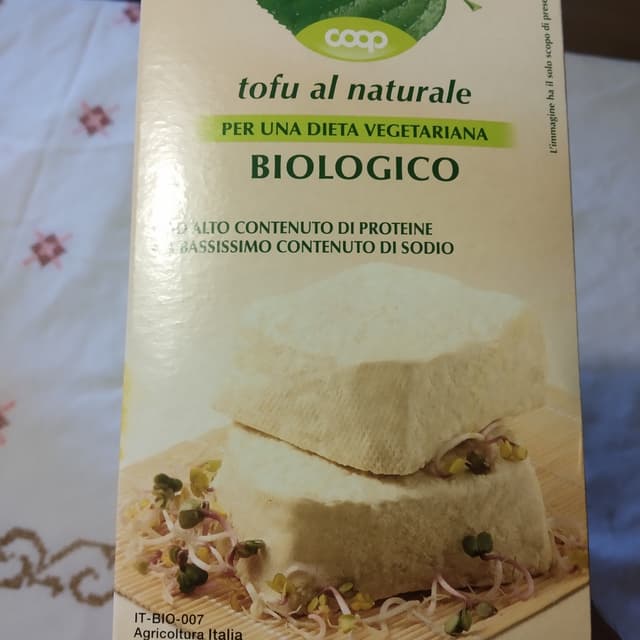 coop
tofu al naturale
PER UNA DIETA VEGETARIANA
BIOLOGICO
AD ALTO CONTENUTO DI PROTEINE
BASSISSIMO CONTENUTO DI SODIO
L'immagine ha il solo scopo di
IT-BIO-007
Agricoltura Italia